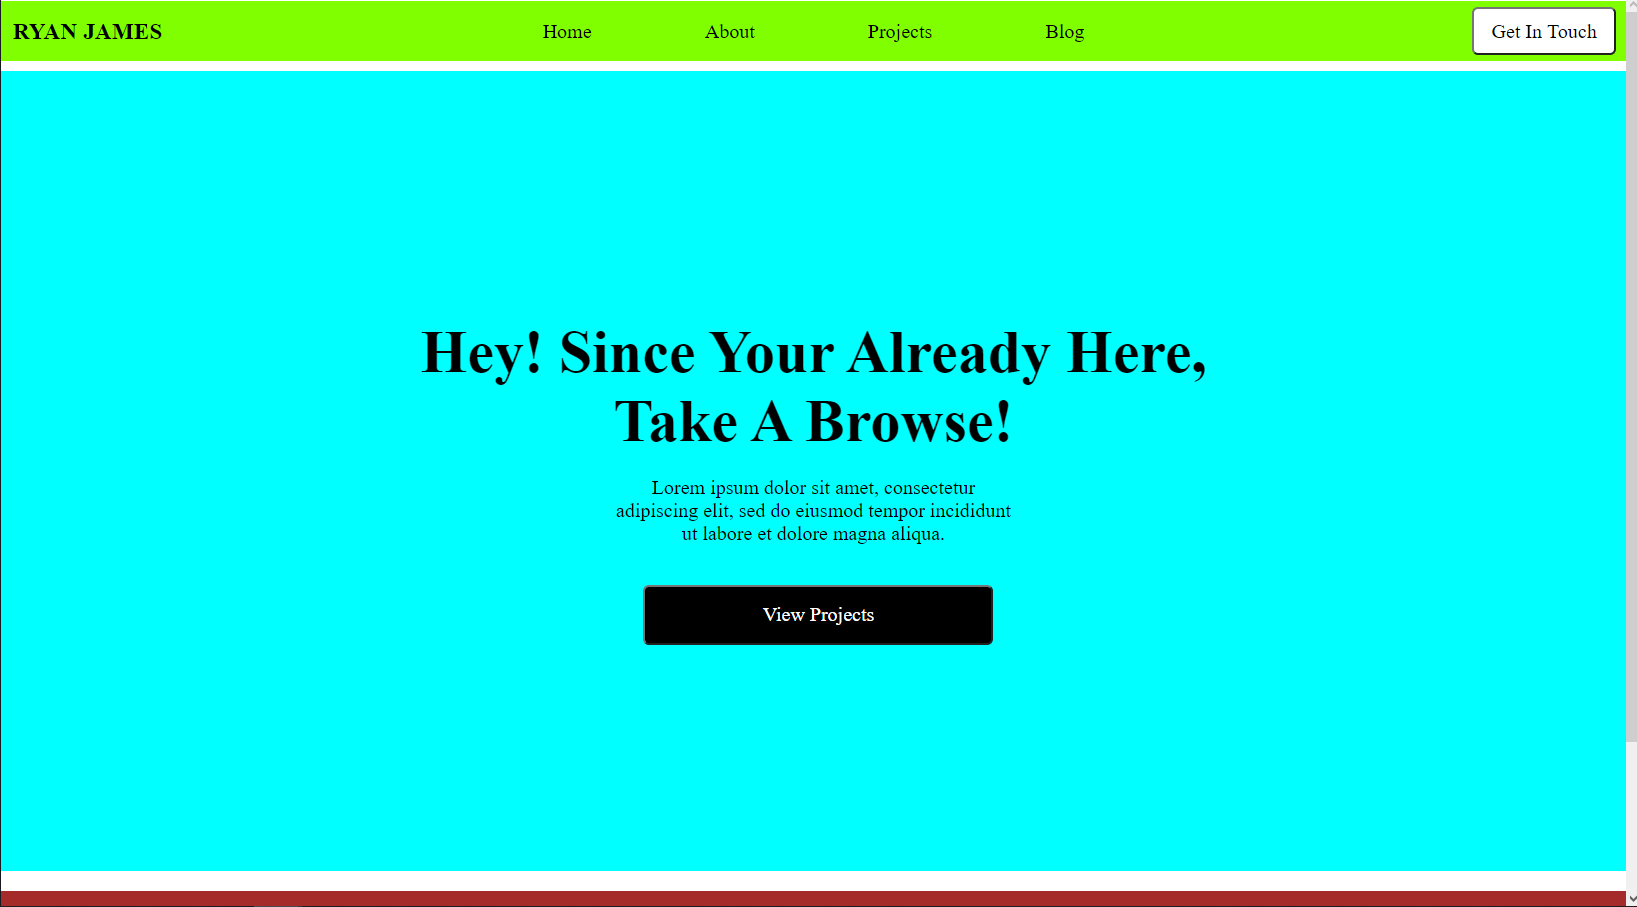 RYAN JAMES
Home
About
Projects
Blog
Get In Touch
Hey! Since Your Already Here,
Take A Browse!
Lorem ipsum dolor sit amet, consectetur
adipiscing elit, sed do eiusmod tempor incididunt
ut labore et dolore magna aliqua.
View Projects